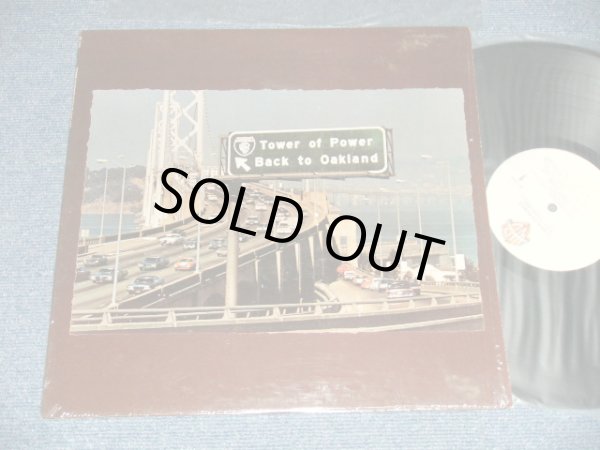 Tower of Power
Back to Oakland
SOLD OUT